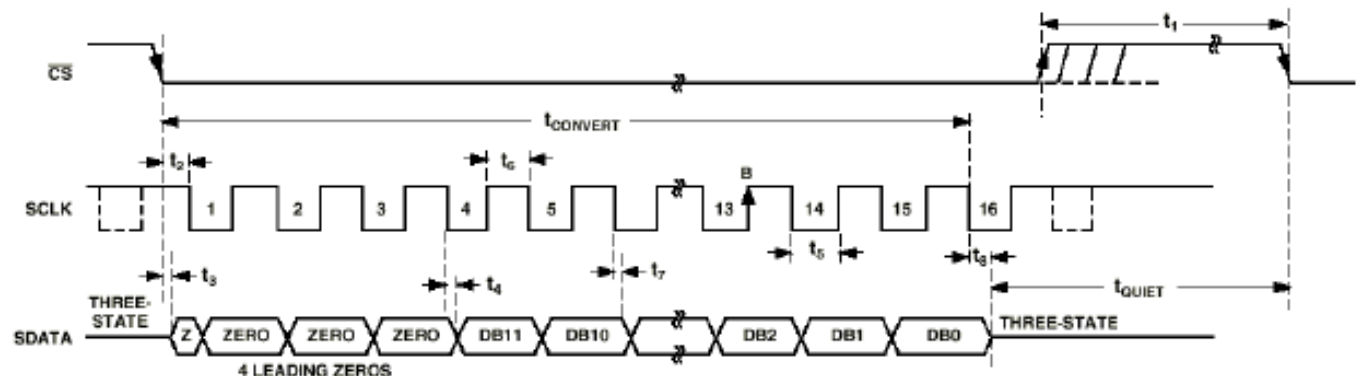 t1
CS
tCONVERT
t2
t6
B
SCLK
1 2 3 4 5 13 14 15 16
t3
t4
t7
t5
t8
tQUIET
THREE-
STATE
THREE-STATE
SDATA
Z ZERO ZERO ZERO DB11 DB10 DB2 DB1 DB0
4 LEADING ZEROS